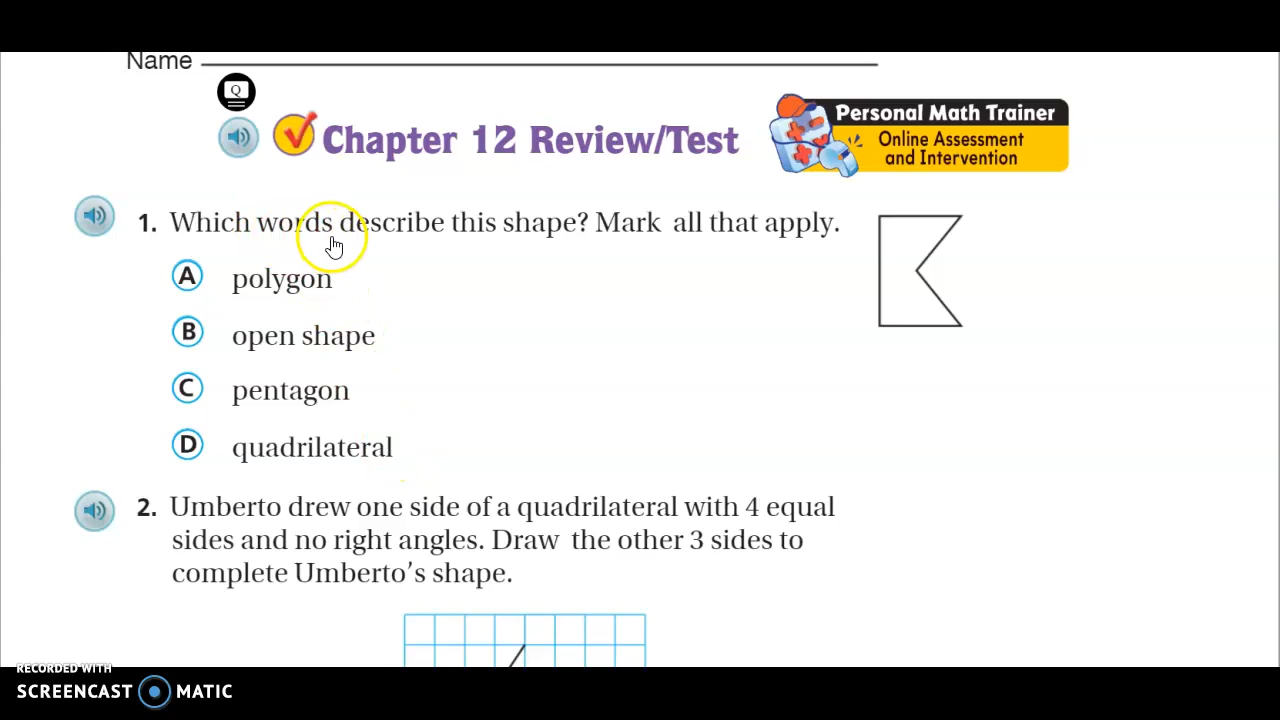 Name
Q
Chapter 12 Review/Test
Personal Math Trainer
Online Assessment
and Intervention
1. Which words describe this shape? Mark all that apply.
A polygon
B open shape
C pentagon
D quadrilateral
2. Umberto drew one side of a quadrilateral with 4 equal
sides and no right angles. Draw the other 3 sides to
complete Umberto's shape.
RECORDED WITH
SCREENCAST MATIC